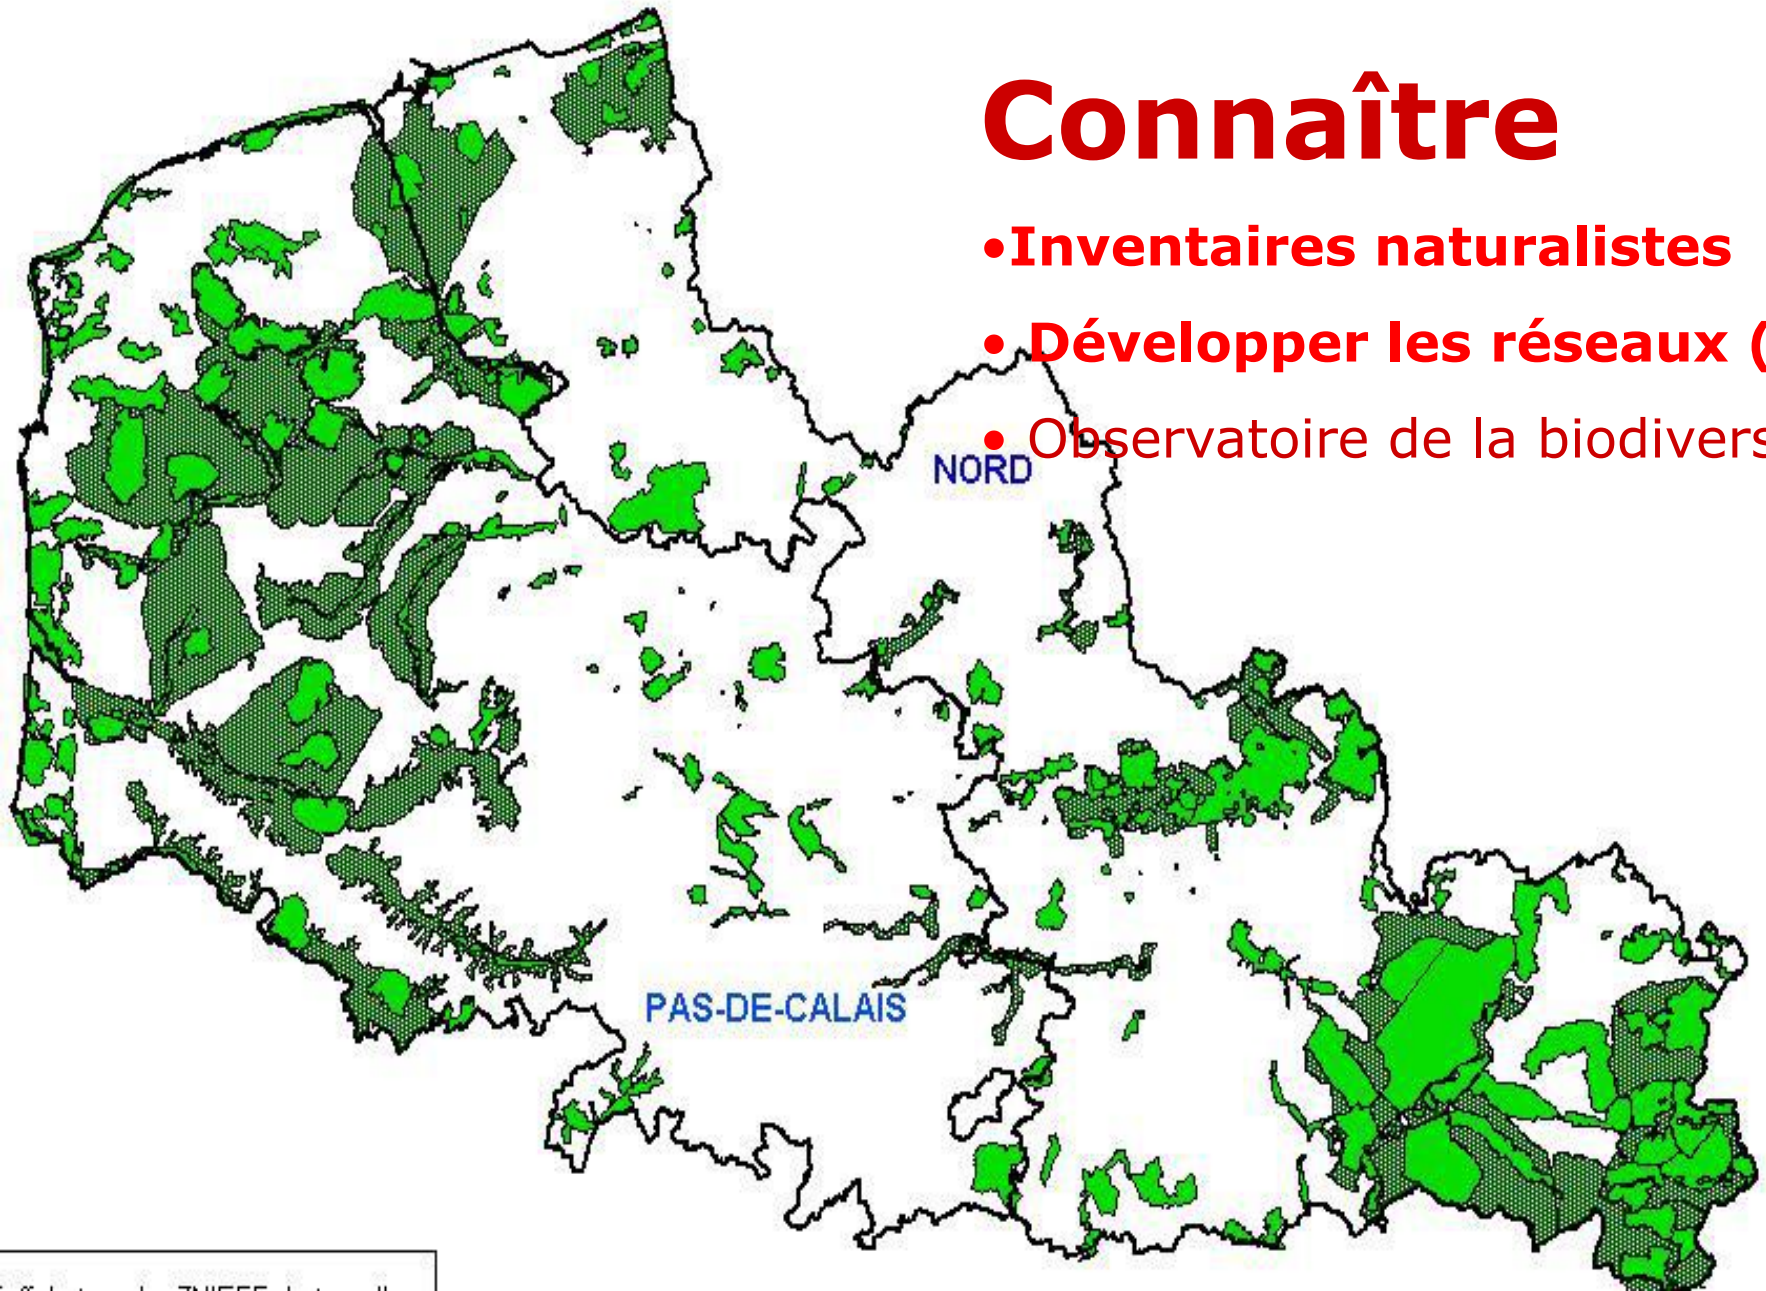 Connaître
•Inventaires naturalistes
• Développer les réseaux (
• Observatoire de la biodivers
NORD
PAS-DE-CALAIS